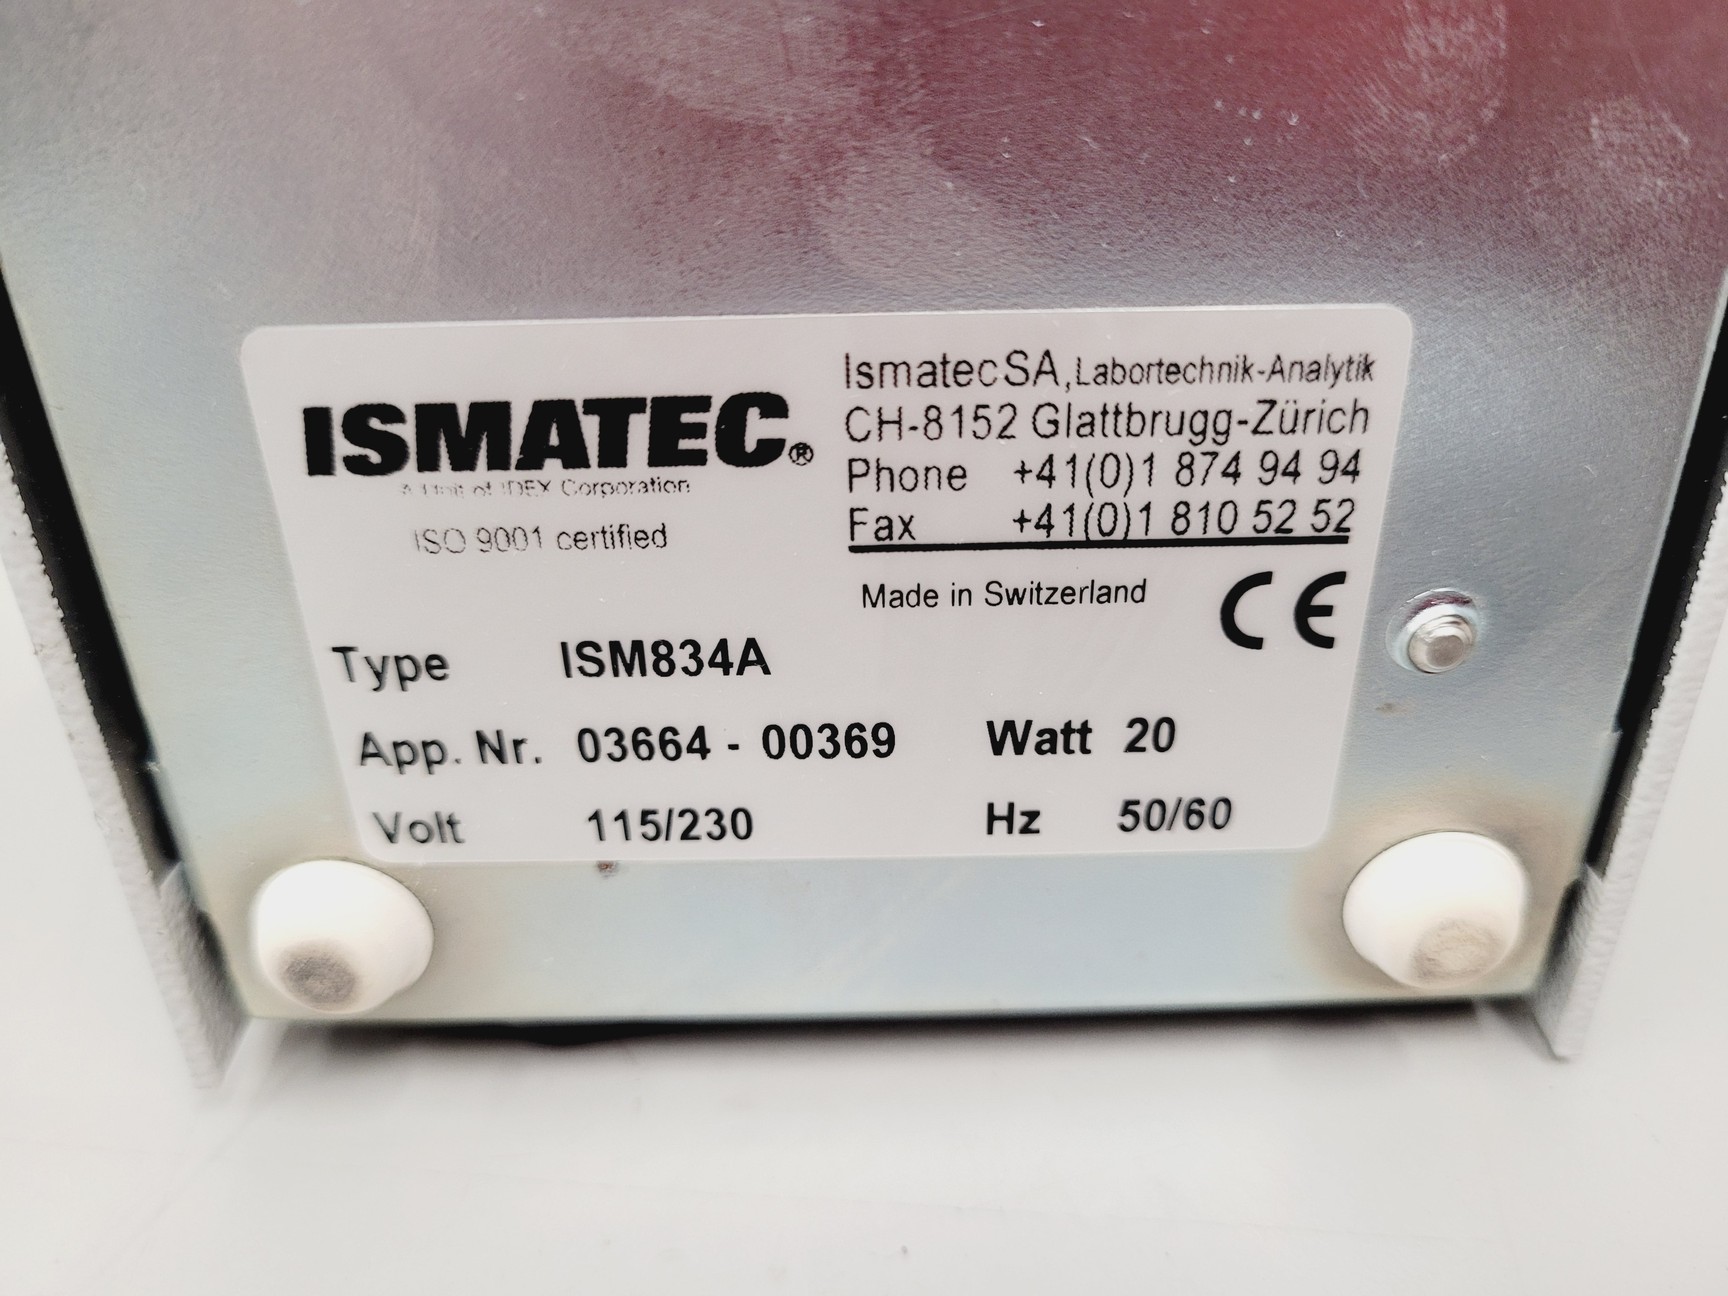 ISMATEC®
A Unit of IDEX Corporation
ISO 9001 certified
Ismatec SA, Labortechnik-Analytik
CH-8152 Glattbrugg-Zürich
Phone +41(0)1 874 94 94
Fax +41(0)1 810 52 52
Made in Switzerland
CE
Type ISM834A
App. Nr. 03664 - 00369 Watt 20
Volt 115/230 Hz 50/60